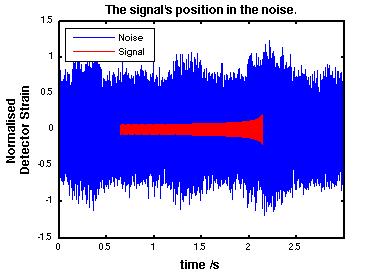 The signal's position in the noise.
Noise
Signal
Normalised
Detector Strain
1.5
1
0.5
0
-0.5
-1
-1.5
0 0.5 1 1.5 2 2.5
time /s